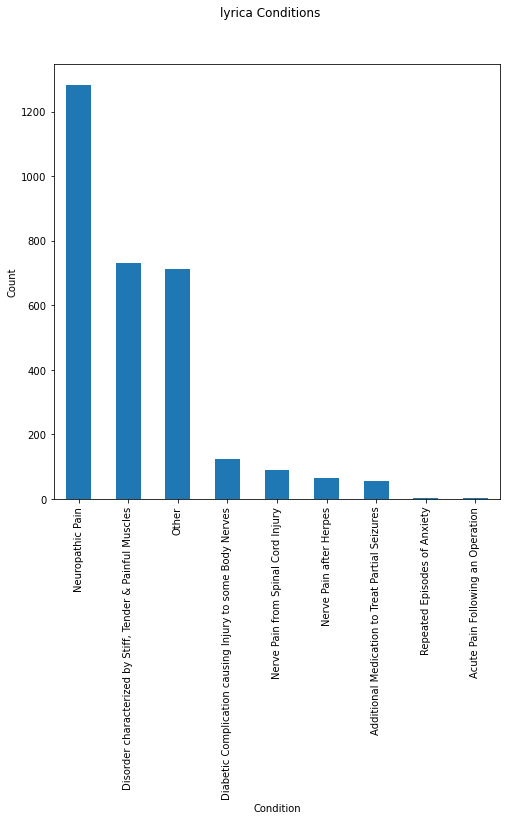 lyrica Conditions
1200
1000
800
600
400
200
0
Count
Neuropathic Pain
Disorder characterized by Stiff, Tender & Painful Muscles
Other
Diabetic Complication causing Injury to some Body Nerves
Nerve Pain from Spinal Cord Injury
Nerve Pain after Herpes
Additional Medication to Treat Partial Seizures
Repeated Episodes of Anxiety
Acute Pain Following an Operation
Condition